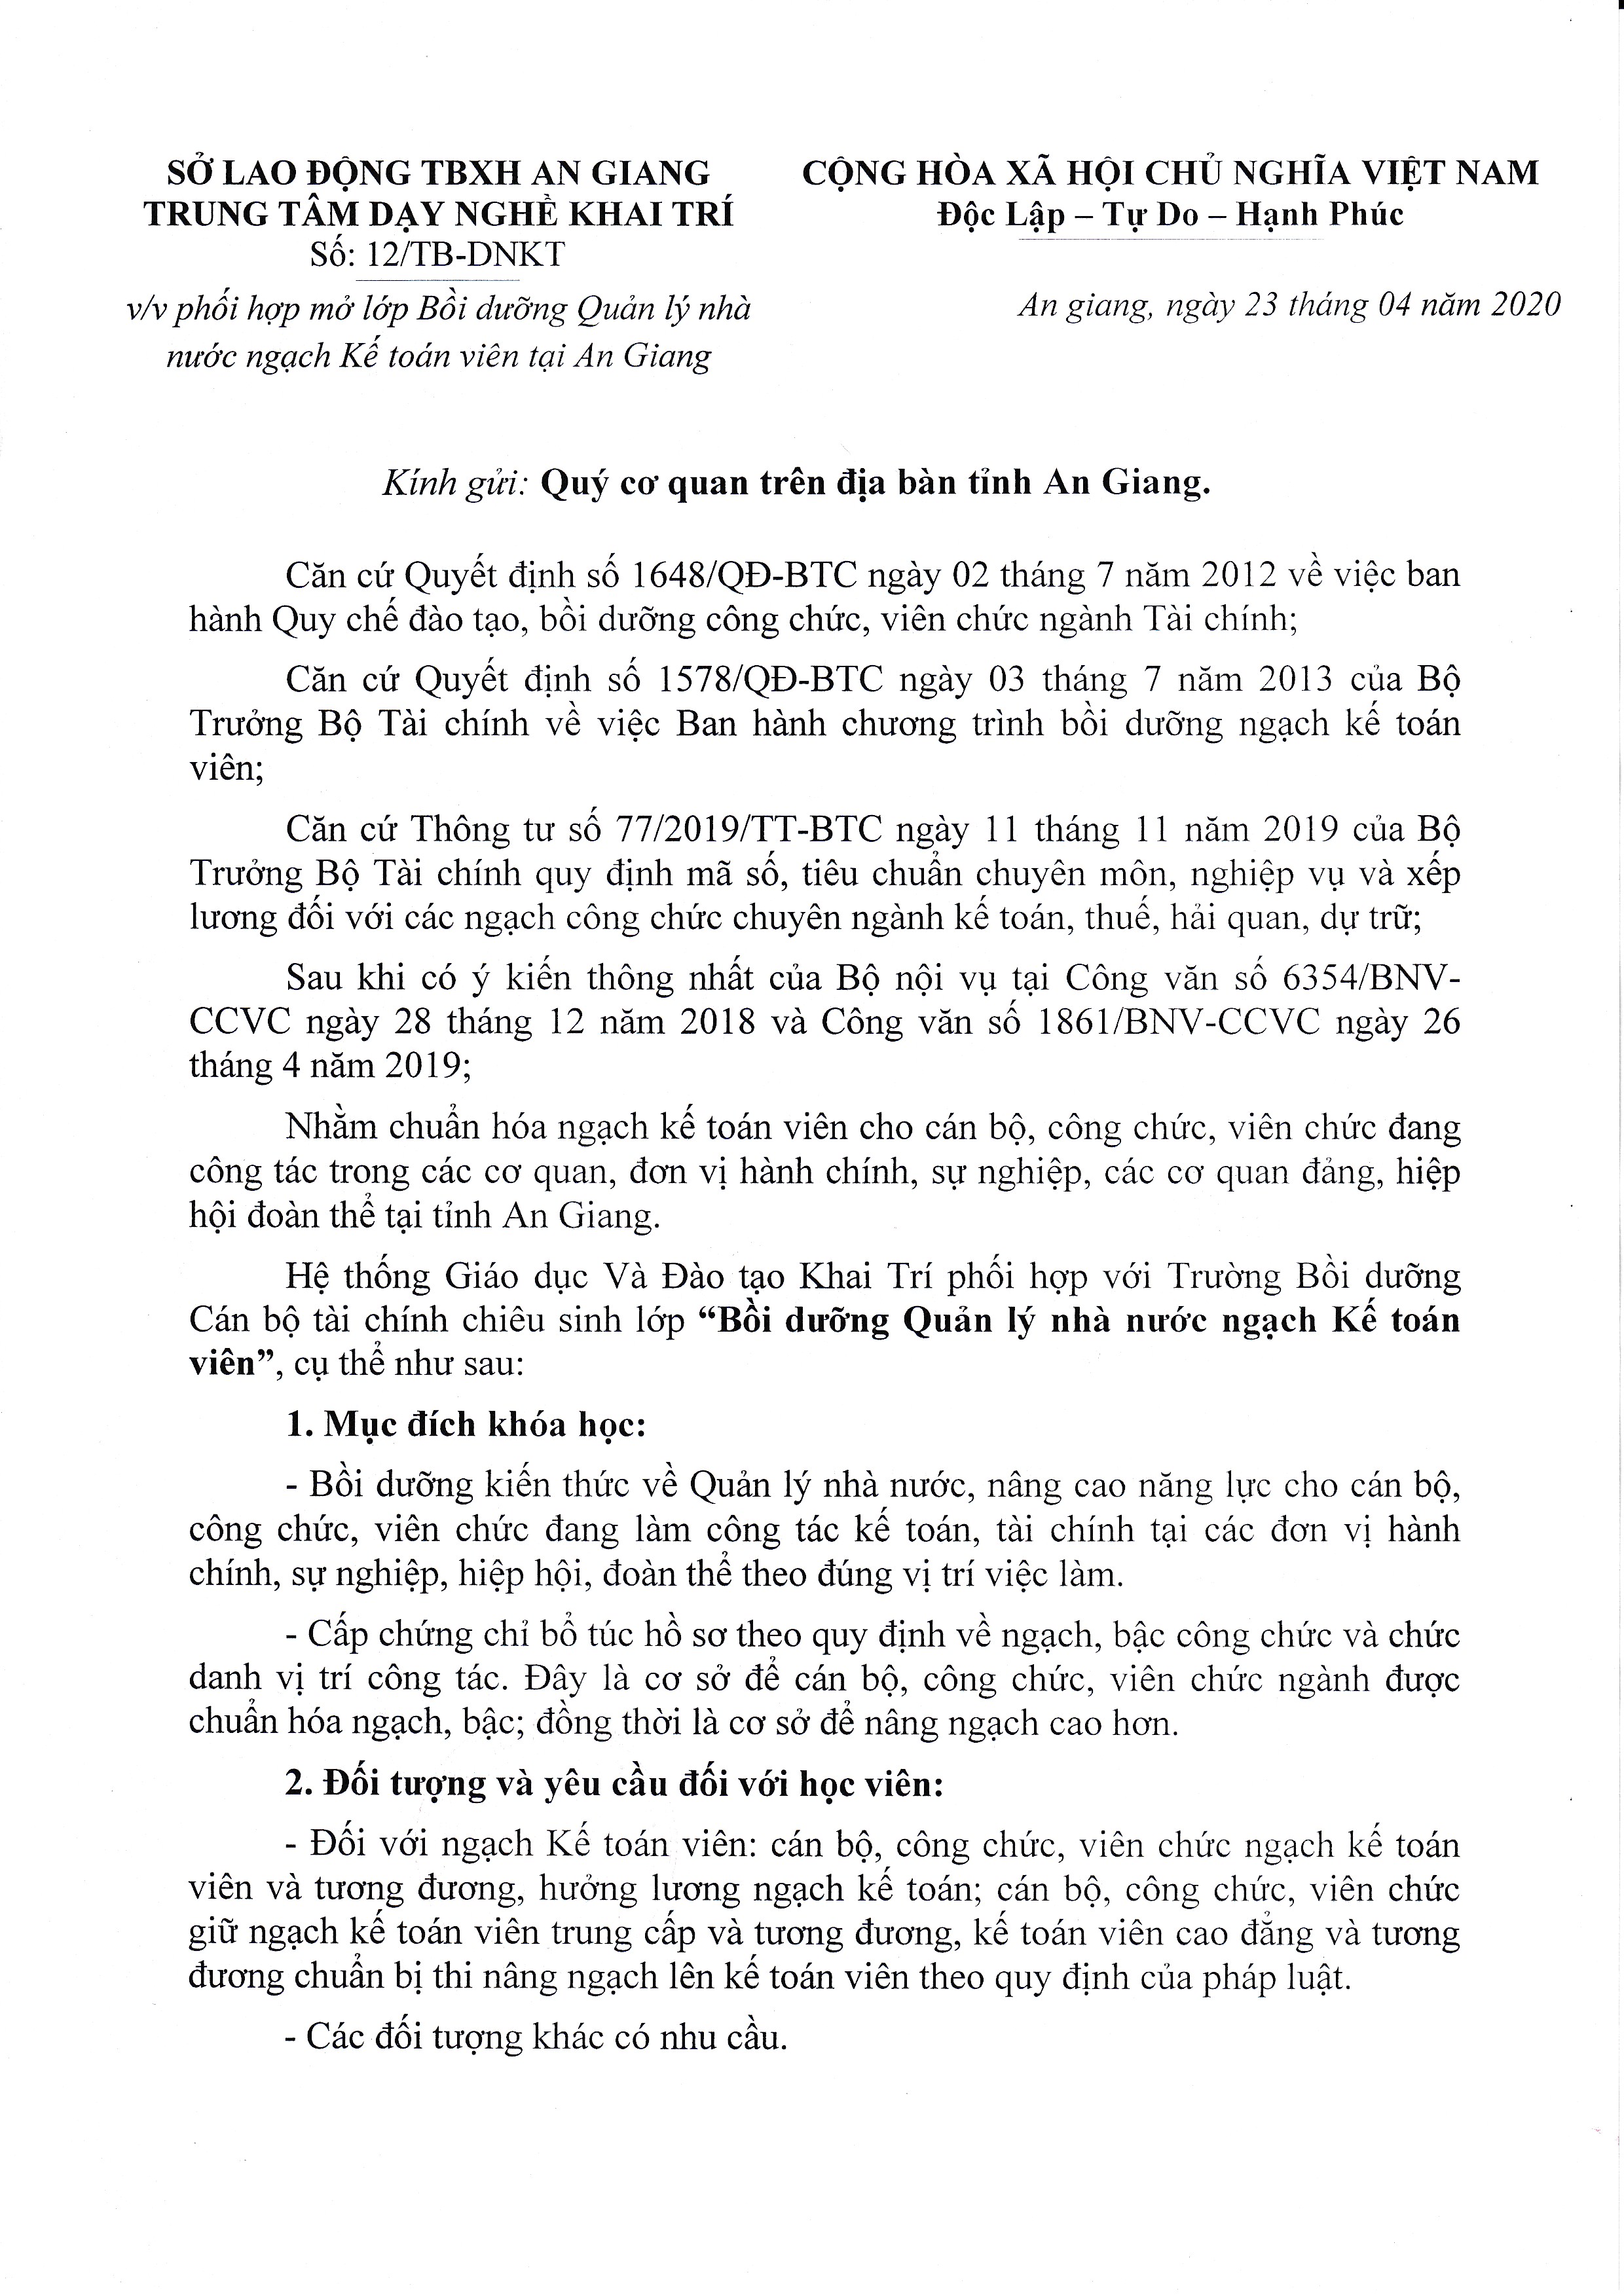 SỞ LAO ĐỘNG TBXH AN GIANG
TRUNG TÂM DẠY NGHỀ KHAI TRÍ
Số: 12/TB-DNKT
v/v phối hợp mở lớp Bồi dưỡng Quản lý nhà
nước ngạch Kế toán viên tại An Giang
CỘNG HÒA XÃ HỘI CHỦ NGHĨA VIỆT NAM
Độc Lập – Tự Do – Hạnh Phúc
An giang, ngày 23 tháng 04 năm 2020
Kính gửi: Quý cơ quan trên địa bàn tỉnh An Giang.
Căn cứ Quyết định số 1648/QĐ-BTC ngày 02 tháng 7 năm 2012 về việc ban
hành Quy chế đào tạo, bồi dưỡng công chức, viên chức ngành Tài chính;
Căn cứ Quyết định số 1578/QĐ-BTC ngày 03 tháng 7 năm 2013 của Bộ
Trưởng Bộ Tài chính về việc Ban hành chương trình bồi dưỡng ngạch kế toán
viên;
Căn cứ Thông tư số 77/2019/TT-BTC ngày 11 tháng 11 năm 2019 của Bộ
Trưởng Bộ Tài chính quy định mã số, tiêu chuẩn chuyên môn, nghiệp vụ và xếp
lương đối với các ngạch công chức chuyên ngành kế toán, thuế, hải quan, dự trữ;
Sau khi có ý kiến thông nhất của Bộ nội vụ tại Công văn số 6354/BNV-
CCVC ngày 28 tháng 12 năm 2018 và Công văn số 1861/BNV-CCVC ngày 26
tháng 4 năm 2019;
Nhằm chuẩn hóa ngạch kế toán viên cho cán bộ, công chức, viên chức đang
công tác trong các cơ quan, đơn vị hành chính, sự nghiệp, các cơ quan đảng, hiệp
hội đoàn thể tại tỉnh An Giang.
Hệ thống Giáo dục Và Đào tạo Khai Trí phối hợp với Trường Bồi dưỡng
Cán bộ tài chính chiêu sinh lớp “Bồi dưỡng Quản lý nhà nước ngạch Kế toán
viên”, cụ thể như sau:
1. Mục đích khóa học:
- Bồi dưỡng kiến thức về Quản lý nhà nước, nâng cao năng lực cho cán bộ,
công chức, viên chức đang làm công tác kế toán, tài chính tại các đơn vị hành
chính, sự nghiệp, hiệp hội, đoàn thể theo đúng vị trí việc làm.
- Cấp chứng chỉ bổ túc hồ sơ theo quy định về ngạch, bậc công chức và chức
danh vị trí công tác. Đây là cơ sở để cán bộ, công chức, viên chức ngành được
chuẩn hóa ngạch, bậc; đồng thời là cơ sở để nâng ngạch cao hơn.
2. Đối tượng và yêu cầu đối với học viên:
- Đối với ngạch Kế toán viên: cán bộ, công chức, viên chức ngạch kế toán
viên và tương đương, hưởng lương ngạch kế toán; cán bộ, công chức, viên chức
giữ ngạch kế toán viên trung cấp và tương đương, kế toán viên cao đẳng và tương
đương chuẩn bị thi nâng ngạch lên kế toán viên theo quy định của pháp luật.
- Các đối tượng khác có nhu cầu.